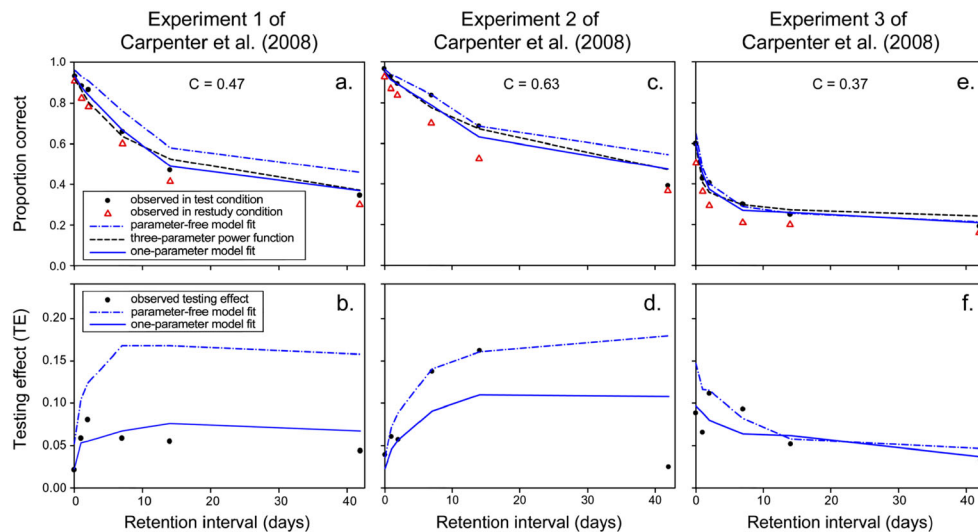 Experiment 1 of
Carpenter et al. (2008)
Experiment 2 of
Carpenter et al. (2008)
Experiment 3 of
Carpenter et al. (2008)
Proportion correct
1.0
0.8
0.6
0.4
0.2
0.0
C = 0.47
a.
observed in test condition
observed in restudy condition
parameter-free model fit
three-parameter power function
one-parameter model fit
C = 0.63
c.
C = 0.37
e.
Testing effect (TE)
0.20
0.15
0.10
0.05
0.00
observed testing effect
parameter-free model fit
one-parameter model fit
b.
d.
f.
0 10 20 30 40
0 10 20 30 40
0 10 20 30 40
Retention interval (days)
Retention interval (days)
Retention interval (days)